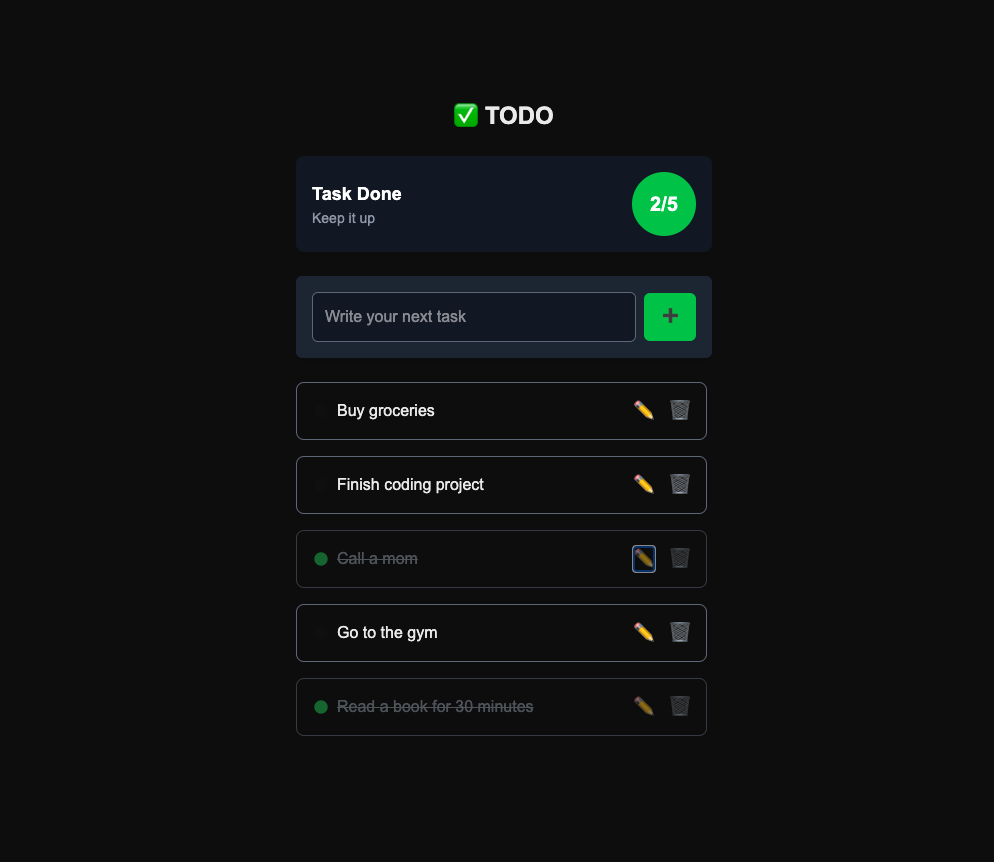 ✅ TODO
Task Done
Keep it up
2/5
Write your next task
+
Buy groceries
Finish coding project
Call a mom
Go to the gym
Read a book for 30 minutes